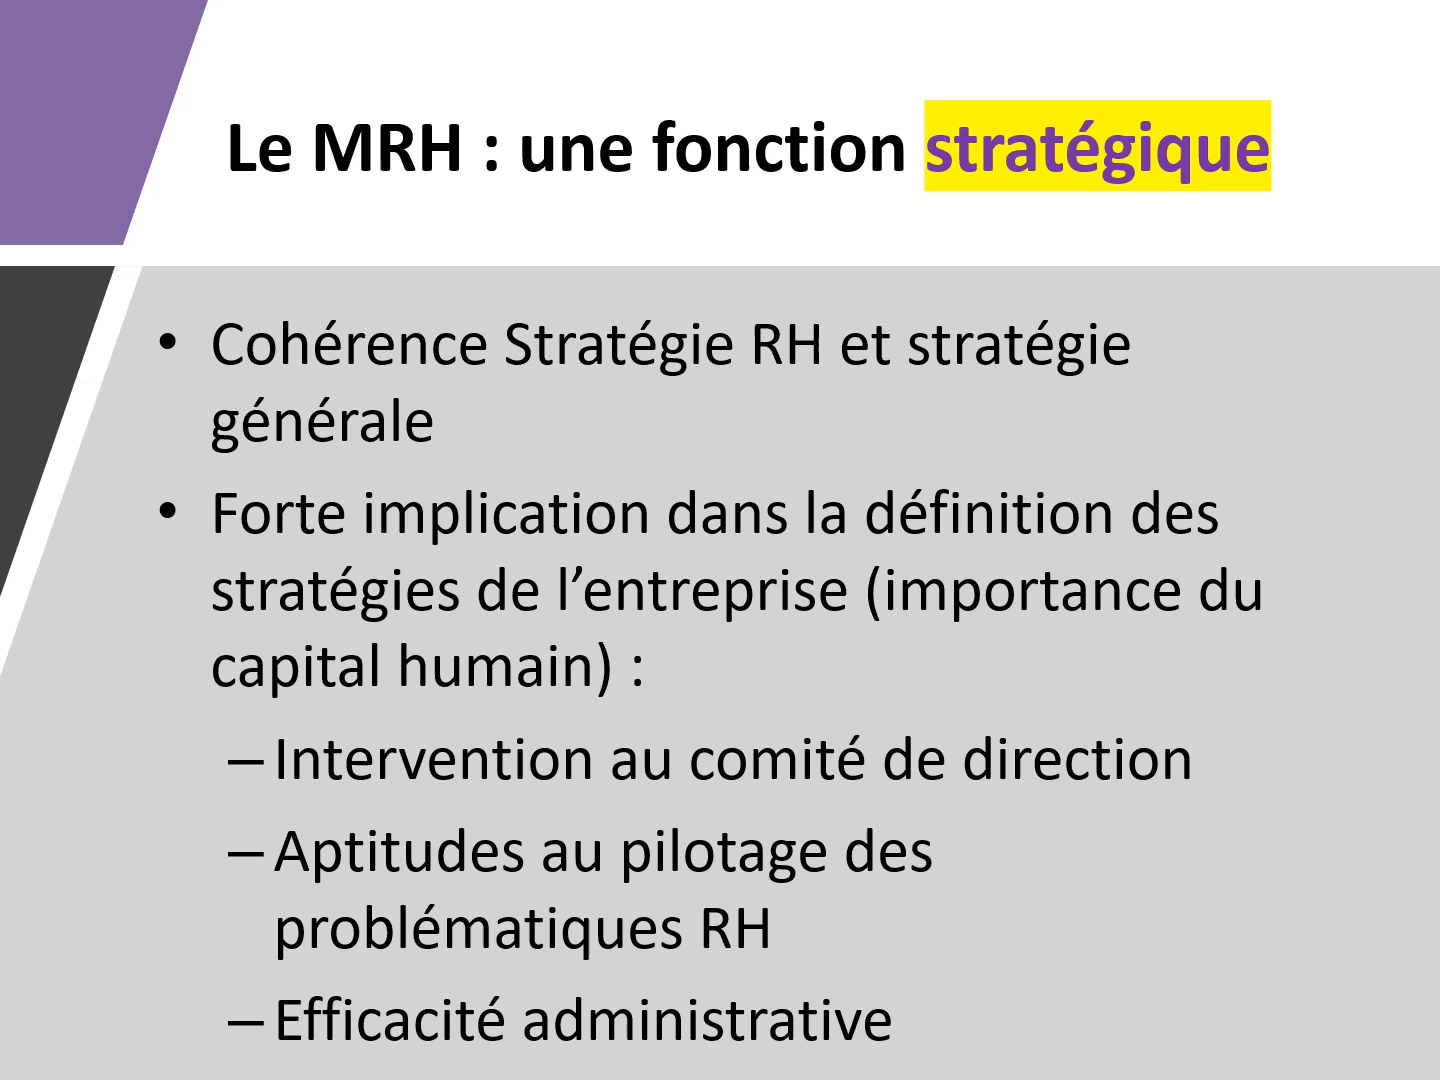 Le MRH : une fonction stratégique
• Cohérence Stratégie RH et stratégie
générale
• Forte implication dans la définition des
stratégies de l’entreprise (importance du
capital humain) :
– Intervention au comité de direction
– Aptitudes au pilotage des
problématiques RH
– Efficacité administrative